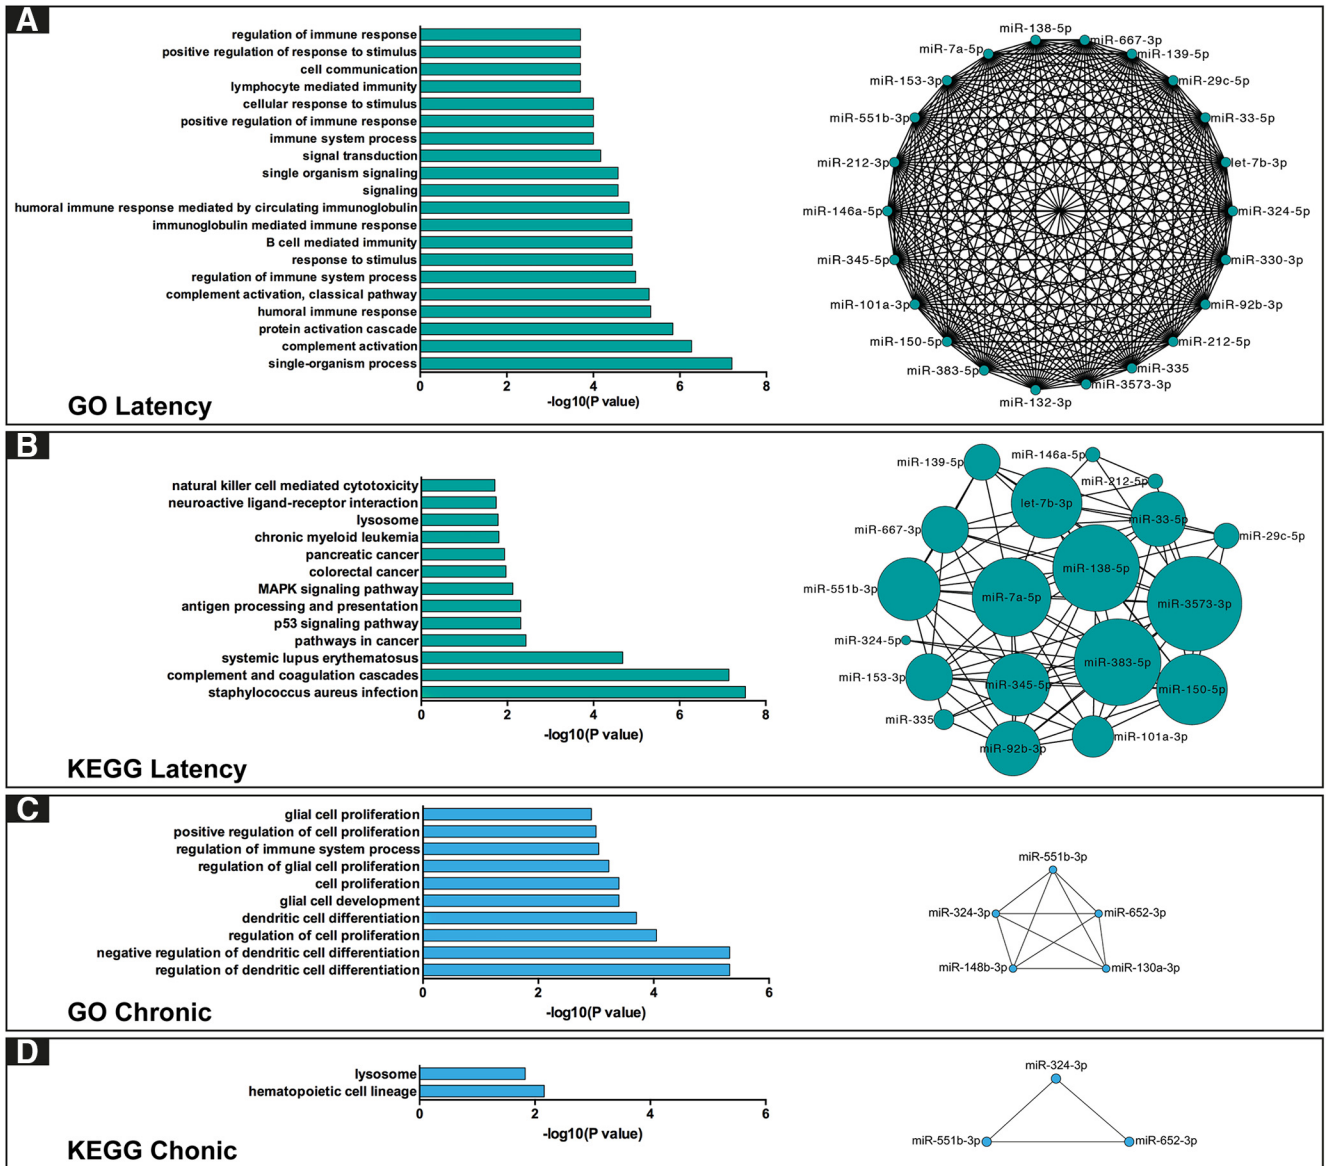 A
regulation of immune response
positive regulation of response to stimulus
cell communication
lymphocyte mediated immunity
cellular response to stimulus
positive regulation of immune response
immune system process
signal transduction
single organism signaling
signaling
humoral immune response mediated by circulating immunoglobulin
immunoglobulin mediated immune response
B cell mediated immunity
response to stimulus
regulation of immune system process
complement activation, classical pathway
humoral immune response
protein activation cascade
complement activation
single-organism process
0 2 4 6 8
-log10(P value)
GO Latency
miR-138-5p
miR-667-3p
miR-7a-5p
miR-139-5p
miR-153-3p
miR-29c-5p
miR-551b-3p
miR-33-5p
miR-212-3p
let-7b-3p
miR-146a-5p
miR-324-5p
miR-345-5p
miR-330-3p
miR-101a-3p
miR-92b-3p
miR-150-5p
miR-212-5p
miR-383-5p
miR-335
miR-3573-3p
miR-132-3p
B
natural killer cell mediated cytotoxicity
neuroactive ligand-receptor interaction
lysosome
chronic myeloid leukemia
pancreatic cancer
colorectal cancer
MAPK signaling pathway
antigen processing and presentation
p53 signaling pathway
pathways in cancer
systemic lupus erythematosus
complement and coagulation cascades
staphylococcus aureus infection
0 2 4 6 8
-log10(P value)
KEGG Latency
miR-139-5p
miR-146a-5p
miR-212-5p
let-7b-3p
miR-33-5p
miR-667-3p
miR-29c-5p
miR-138-5p
miR-551b-3p
miR-7a-5p
miR-3573-3p
miR-324-5p
miR-383-5p
miR-153-3p
miR-345-5p
miR-150-5p
miR-335
miR-101a-3p
miR-92b-3p
C
glial cell proliferation
positive regulation of cell proliferation
regulation of immune system process
regulation of glial cell proliferation
cell proliferation
glial cell development
dendritic cell differentiation
regulation of cell proliferation
negative regulation of dendritic cell differentiation
regulation of dendritic cell differentiation
0 2 4 6
-log10(P value)
GO Chronic
miR-551b-3p
miR-324-3p
miR-652-3p
miR-148b-3p
miR-130a-3p
D
lysosome
hematopoietic cell lineage
0 2 4 6
-log10(P value)
KEGG Chonic
miR-324-3p
miR-551b-3p
miR-652-3p